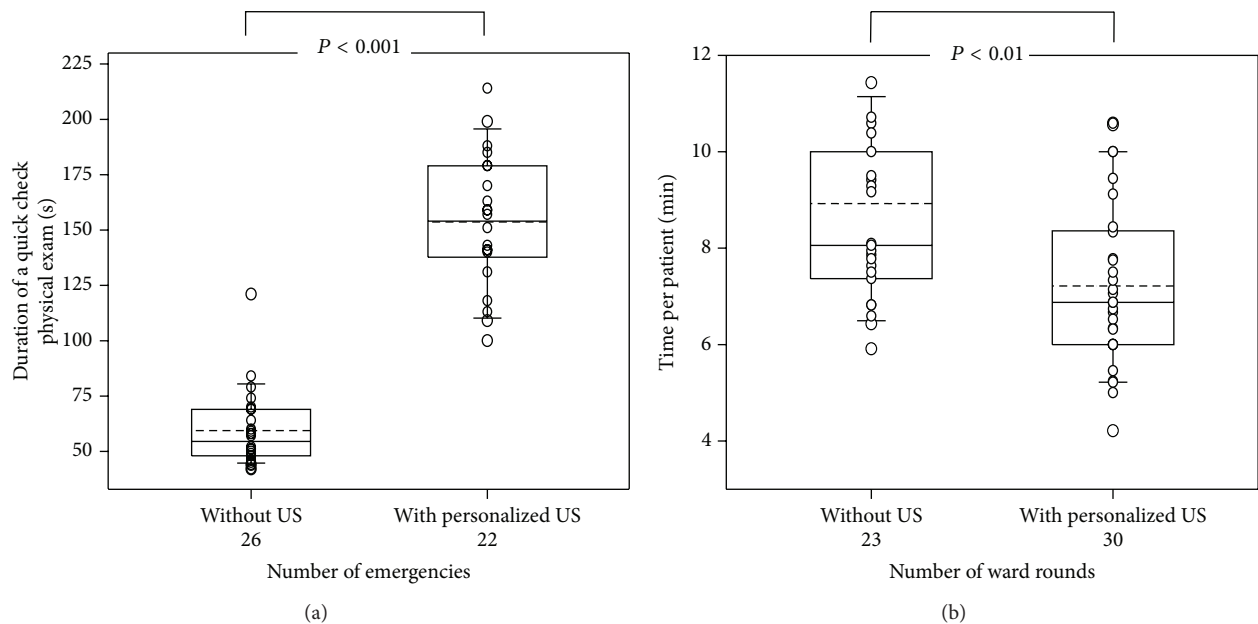 P < 0.001
225
200
175
150
125
100
75
50
Duration of a quick check
physical exam (s)
Without US
With personalized US
26
22
Number of emergencies
(a)
P < 0.01
12
10
8
6
4
Time per patient (min)
Without US
With personalized US
23
30
Number of ward rounds
(b)